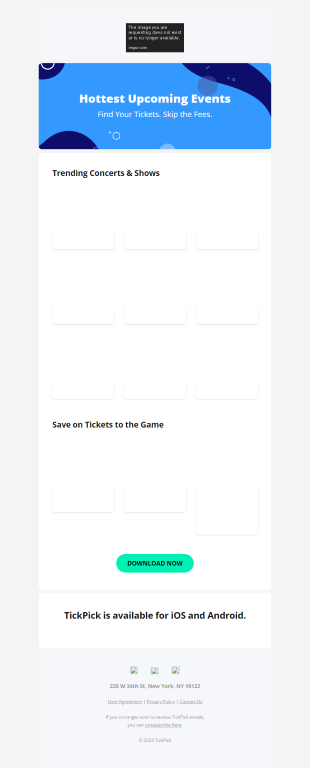 The image you are
requesting does not exist
or is no longer available.
imgur.com
Hottest Upcoming Events
Find Your Tickets. Skip the Fees.
Trending Concerts & Shows
Save on Tickets to the Game
DOWNLOAD NOW
TickPick is available for iOS and Android.
225 W 34th St, New York, NY 10122
User Agreement | Privacy Policy | Contact Us
If you no longer wish to receive TickPick emails,
you can unsubscribe here.
© 2024 TickPick.